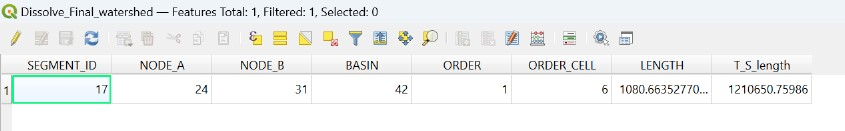 Dissolve_Final_watershed — Features Total: 1, Filtered: 1, Selected: 0
SEGMENT_ID NODE_A NODE_B BASIN ORDER ORDER_CELL LENGTH T_S_length
1 17 24 31 42 1 6 1080.66352770... 1210650.75986